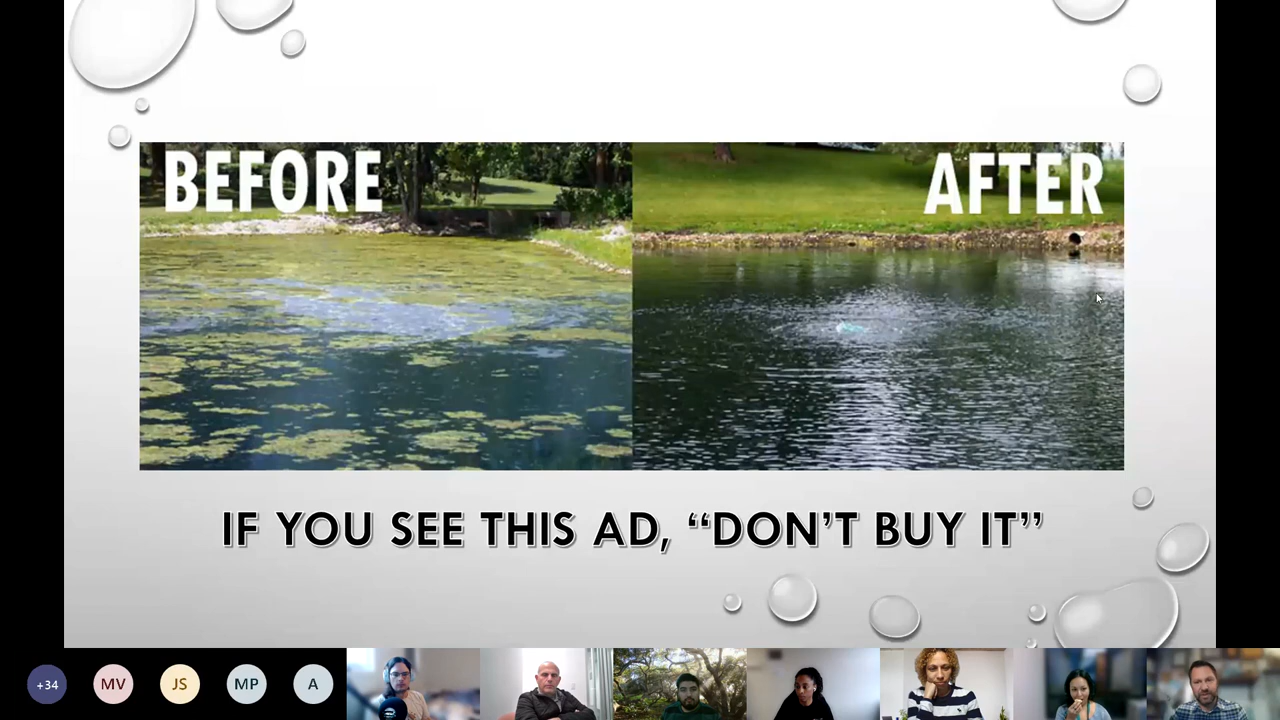 BEFORE
AFTER
IF YOU SEE THIS AD, “DON’T BUY IT”
+34
MV
JS
MP
A